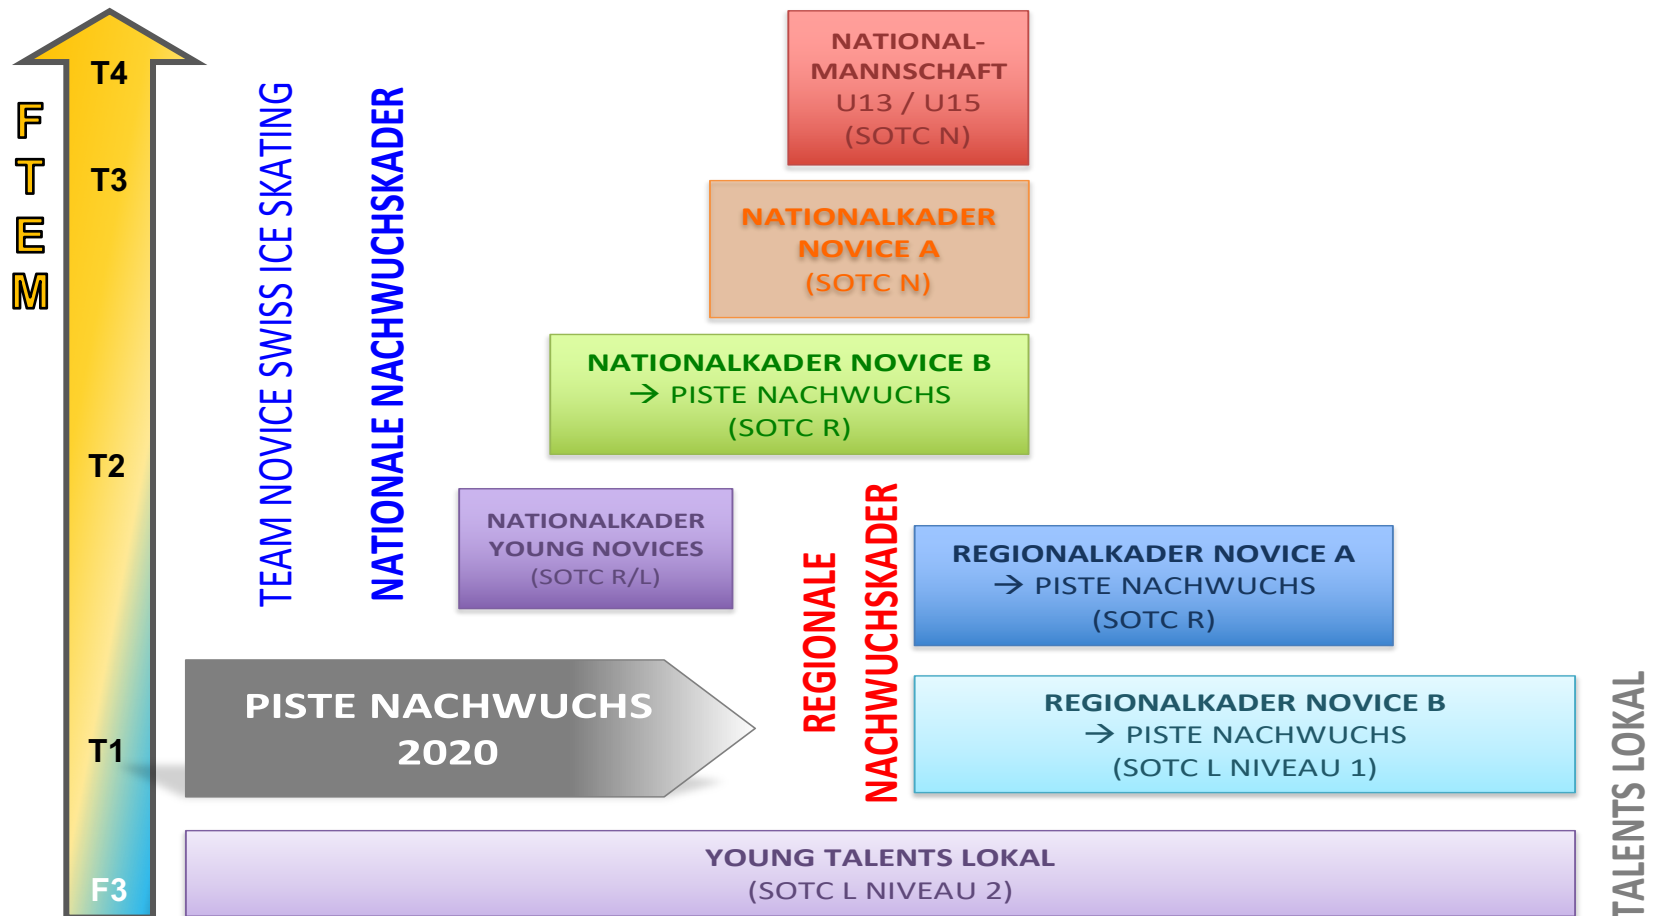 F
T
E
M
T4
T3
T2
T1
F3
TEAM NOVICE SWISS ICE SKATING
NATIONALE NACHWUCHSKADER
NATIONAL-
MANNSCHAFT
U13 / U15
(SOTC N)
NATIONALKADER
NOVICE A
(SOTC N)
NATIONALKADER NOVICE B
→ PISTE NACHWUCHS
(SOTC R)
NATIONALKADER
YOUNG NOVICES
(SOTC R/L)
REGIONALE
NACHWUCHSKADER
REGIONALKADER NOVICE A
→ PISTE NACHWUCHS
(SOTC R)
PISTE NACHWUCHS
2020
REGIONALKADER NOVICE B
→ PISTE NACHWUCHS
(SOTC L NIVEAU 1)
YOUNG TALENTS LOKAL
(SOTC L NIVEAU 2)
TALENTS LOKAL